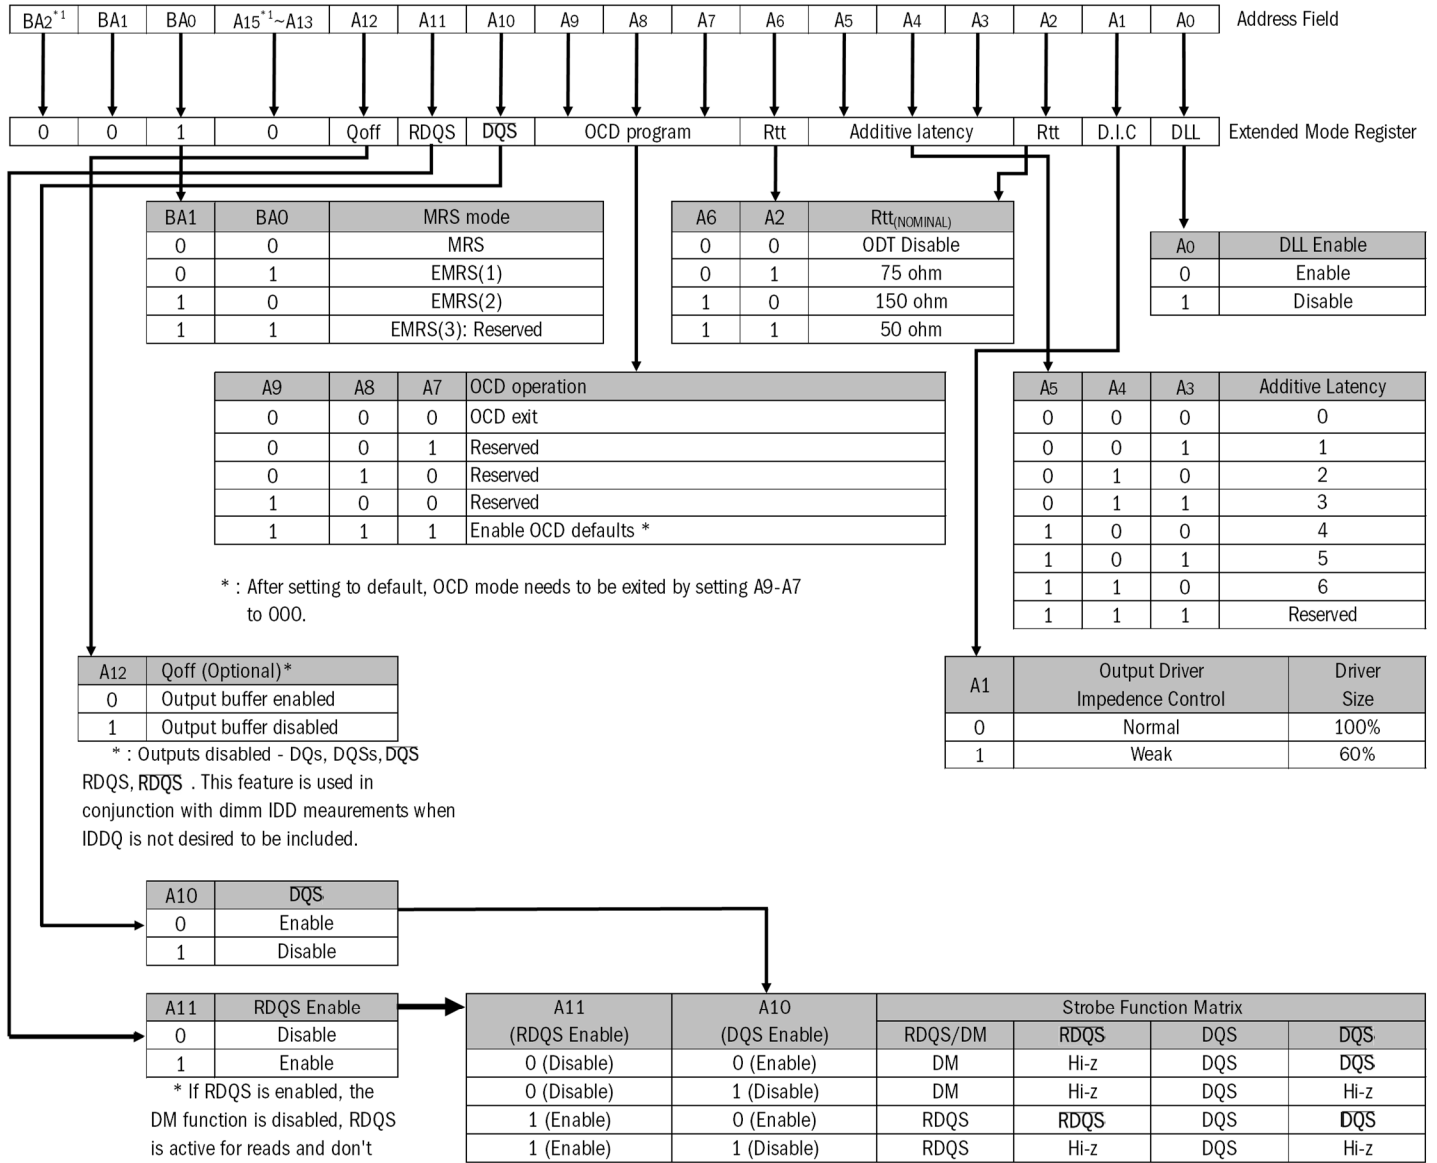 BA2*1 BA1 BA0 A15*1~A13 A12 A11 A10 A9 A8 A7 A6 A5 A4 A3 A2 A1 A0 Address Field
0 0 1 0 Qoff RDQS D̅Q̅S̅ OCD program Rtt Additive latency Rtt D.I.C DLL Extended Mode Register
BA1 BA0 MRS mode
0 0 MRS
0 1 EMRS(1)
1 0 EMRS(2)
1 1 EMRS(3): Reserved
A6 A2 Rtt(NOMINAL)
0 0 ODT Disable
0 1 75 ohm
1 0 150 ohm
1 1 50 ohm
A0 DLL Enable
0 Enable
1 Disable
A9 A8 A7 OCD operation
0 0 0 OCD exit
0 0 1 Reserved
0 1 0 Reserved
1 0 0 Reserved
1 1 1 Enable OCD defaults *
* : After setting to default, OCD mode needs to be exited by setting A9-A7
to 000.
A5 A4 A3 Additive Latency
0 0 0 0
0 0 1 1
0 1 0 2
0 1 1 3
1 0 0 4
1 0 1 5
1 1 0 6
1 1 1 Reserved
A12 Qoff (Optional)*
0 Output buffer enabled
1 Output buffer disabled
* : Outputs disabled - DQs, DQSs, D̅Q̅S̅
RDQS, R̅D̅Q̅S̅ . This feature is used in
conjunction with dimm IDD meaurements when
IDDQ is not desired to be included.
A1 Output Driver Driver
Impedence Control Size
0 Normal 100%
1 Weak 60%
A10 D̅Q̅S̅
0 Enable
1 Disable
A11 RDQS Enable
0 Disable
1 Enable
* If RDQS is enabled, the
DM function is disabled, RDQS
is active for reads and don't
A11 A10 Strobe Function Matrix
(RDQS Enable) (DQS Enable) RDQS/DM R̅D̅Q̅S̅ DQS D̅Q̅S̅
0 (Disable) 0 (Enable) DM Hi-z DQS D̅Q̅S̅
0 (Disable) 1 (Disable) DM Hi-z DQS Hi-z
1 (Enable) 0 (Enable) RDQS R̅D̅Q̅S̅ DQS D̅Q̅S̅
1 (Enable) 1 (Disable) RDQS Hi-z DQS Hi-z